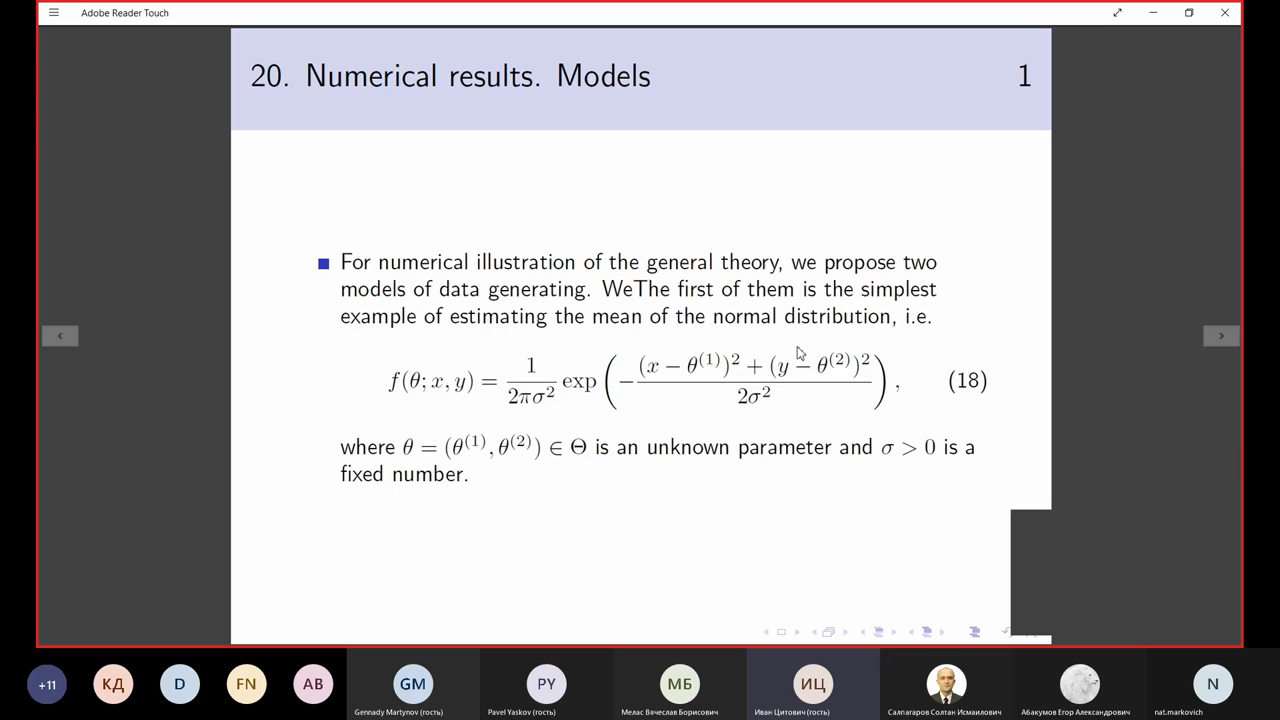 Adobe Reader Touch
20. Numerical results. Models 1
For numerical illustration of the general theory, we propose two
models of data generating. WeThe first of them is the simplest
example of estimating the mean of the normal distribution, i.e.
f(θ; x, y) = 1/(2πσ²) exp(−((x − θ⁽¹⁾)² + (y − θ⁽²⁾)²)/(2σ²)), (18)
where θ = (θ⁽¹⁾, θ⁽²⁾) ∈ Θ is an unknown parameter and σ > 0 is a
fixed number.
+11 КД D FN AB GM PY МБ ИЦ N
Gennady Martynov (гость) Pavel Yaskov (гость) Мелас Вячеслав Борисович Иван Цитович (гость) Салпагаров Солтан Исмаилович Абакумов Егор Александрович nat.markovich